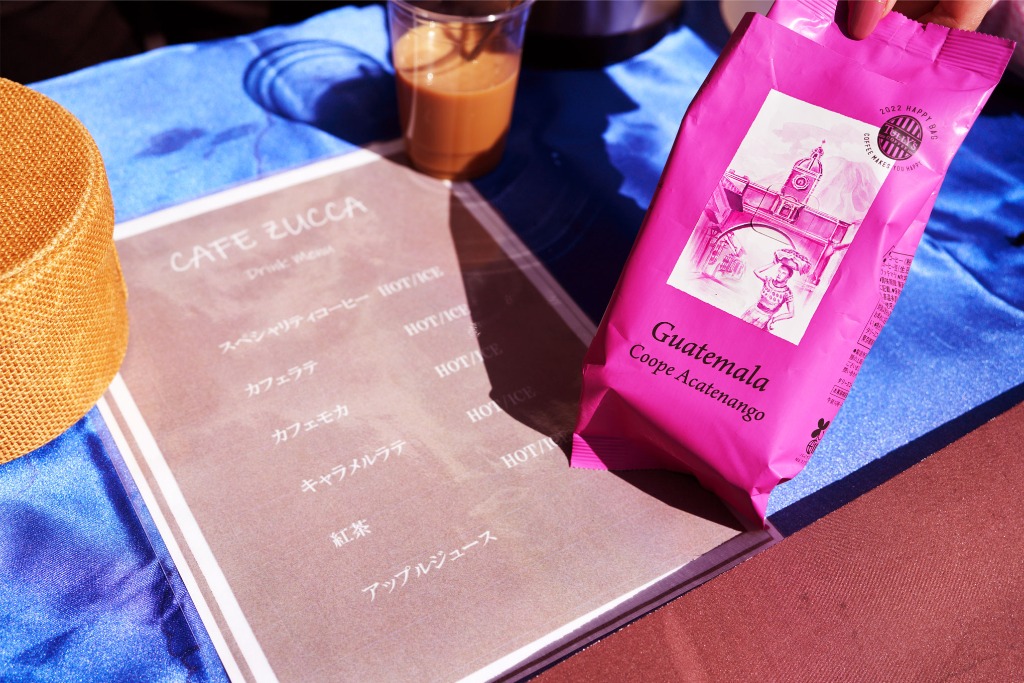 CAFE ZUCCA
Drink Menu
スペシャリティコーヒー HOT/ICE
カフェラテ HOT/ICE
カフェモカ HOT/ICE
キャラメルラテ HOT/ICE
紅茶
アップルジュース
2022 HAPPY BAG
COFFEE MAKES YOU HAPPY
Guatemala
Coope Acatenango